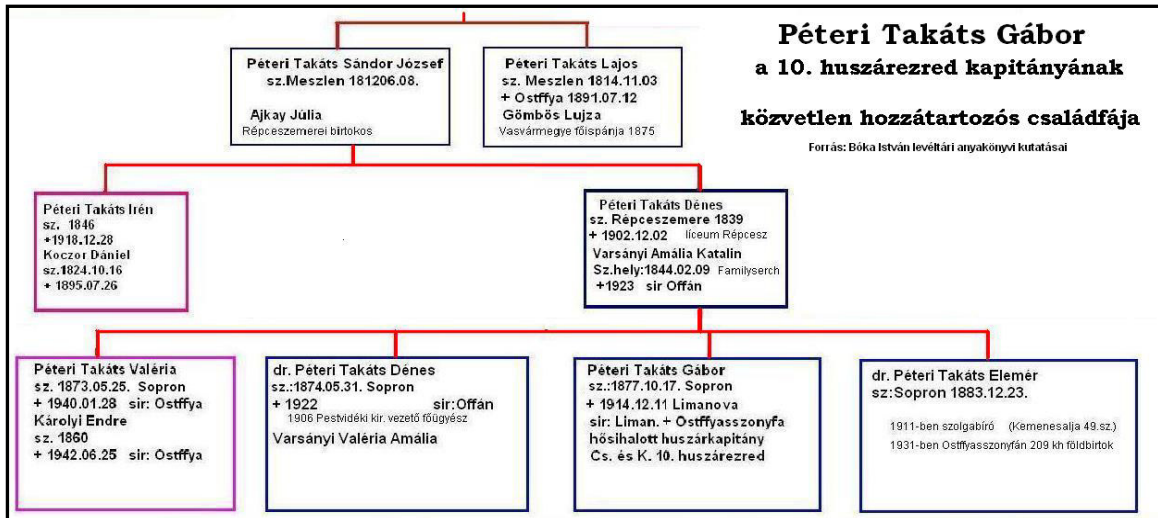 Péteri Takáts Gábor
a 10. huszárezred kapitányának
közvetlen hozzátartozós családfája
Forrás: Bóka István levéltári anyakönyvi kutatásai
Péteri Takáts Sándor József
sz.Meszlen 181206.08.
Ajkay Júlia
Répceszemerei birtokos
Péteri Takáts Lajos
sz. Meszlen 1814.11.03
+ Ostffya 1891.07.12
Gömbös Lujza
Vasvármegye főispánja 1875
Péteri Takáts Irén
sz. 1846
+1918.12.28
Koczor Dániel
sz.1824.10.16
+ 1895.07.26
Péteri Takáts Dénes
sz. Répceszemere 1839
+ 1902.12.02 líceum Répcesz
Varsányi Amália Katalin
Sz.hely:1844.02.09 Familyserch
+1923 sir Offán
Péteri Takáts Valéria
sz. 1873.05.25. Sopron
+ 1940.01.28 sir: Ostffya
Károlyi Endre
sz. 1860
+ 1942.06.25 sir: Ostffya
dr. Péteri Takáts Dénes
sz.:1874.05.31. Sopron
+ 1922 sir:Offán
1906 Pestvidéki kir. vezető főügyész
Varsányi Valéria Amália
Péteri Takáts Gábor
sz.:1877.10.17. Sopron
+ 1914.12.11 Limanova
sir: Liman. + Ostffyasszonyfa
hősihalott huszárkapitány
Cs. és K. 10. huszárezred
dr. Péteri Takáts Elemér
sz:Sopron 1883.12.23.
1911-ben szolgabíró (Kemenesalja 49.sz.)
1931-ben Ostffyasszonyfán 209 kh földbirtok